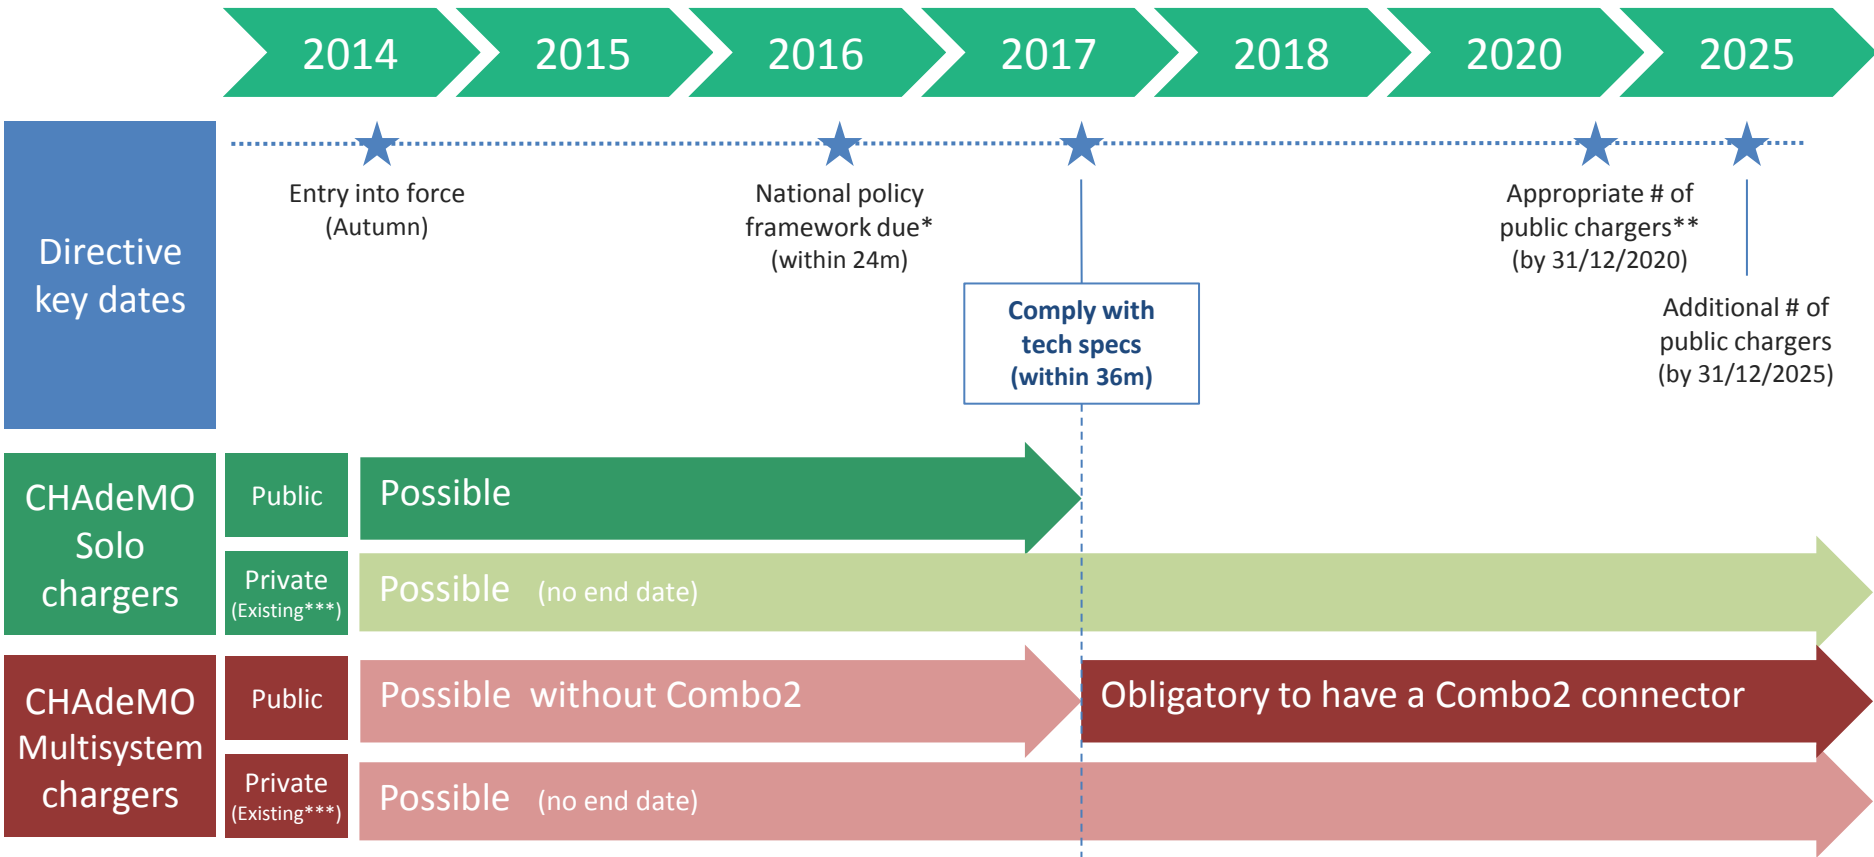 2014 2015 2016 2017 2018 2020 2025
Directive
key dates
Entry into force
(Autumn)
National policy
framework due*
(within 24m)
Comply with
tech specs
(within 36m)
Appropriate # of
public chargers**
(by 31/12/2020)
Additional # of
public chargers
(by 31/12/2025)
CHAdeMO
Solo
chargers
Public
Possible
Private
(Existing***)
Possible (no end date)
CHAdeMO
Multisystem
chargers
Public
Possible without Combo2
Obligatory to have a Combo2 connector
Private
(Existing***)
Possible (no end date)